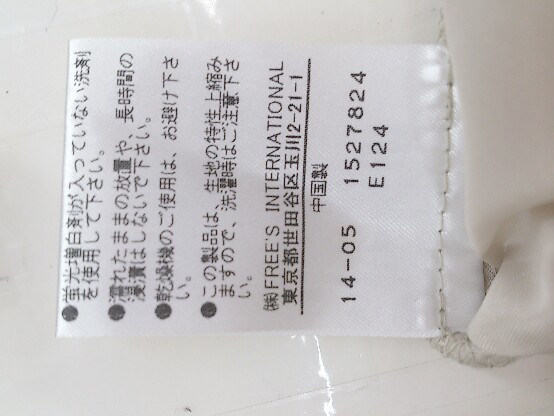 ●蛍光増白剤が入っていない洗剤
を使用して下さい。
●濡れたままの放置や、長時間の
浸漬はしないで下さい。
●乾燥機のご使用は、お避け下さ
い。
●この製品は、生地の特性上縮み
ますので、洗濯時はご注意下さ
い。
㈱FREE'S INTERNATIONAL
東京都世田谷区玉川2-21-1
中国製
14-05 1527824
E124